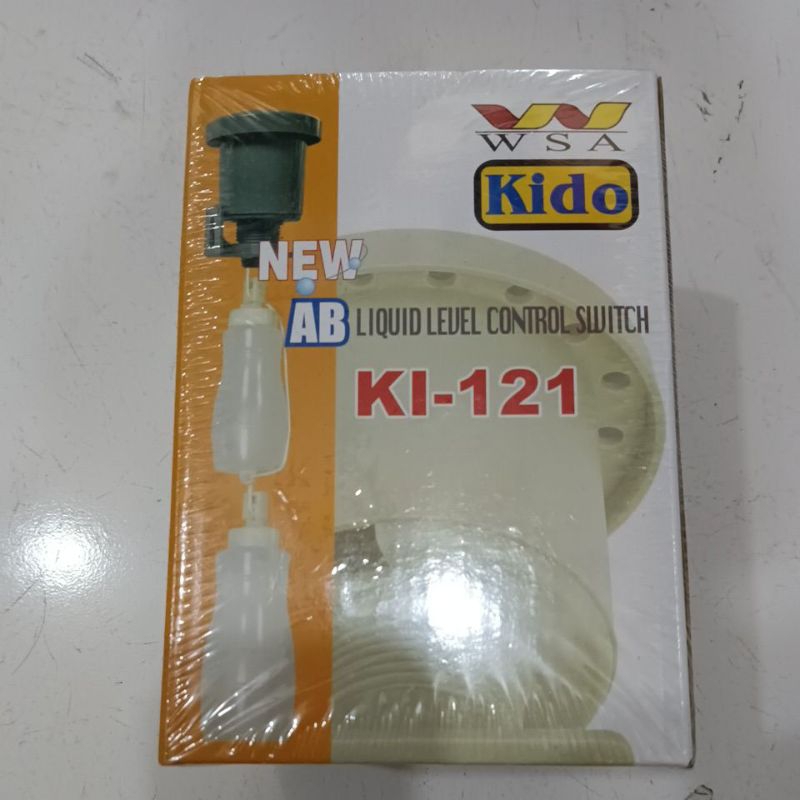 WSA
Kido
NEW
AB LIQUID LEVEL CONTROL SWITCH
KI-121